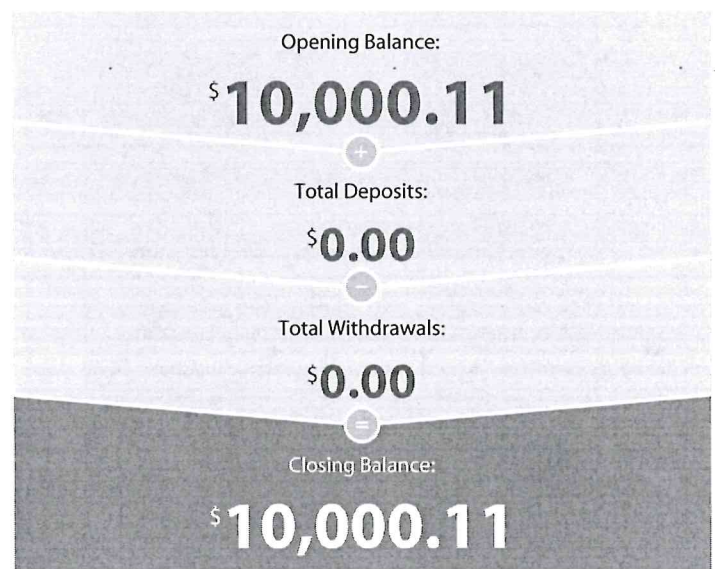 Opening Balance:
$10,000.11
+
Total Deposits:
$0.00
−
Total Withdrawals:
$0.00
=
Closing Balance:
$10,000.11